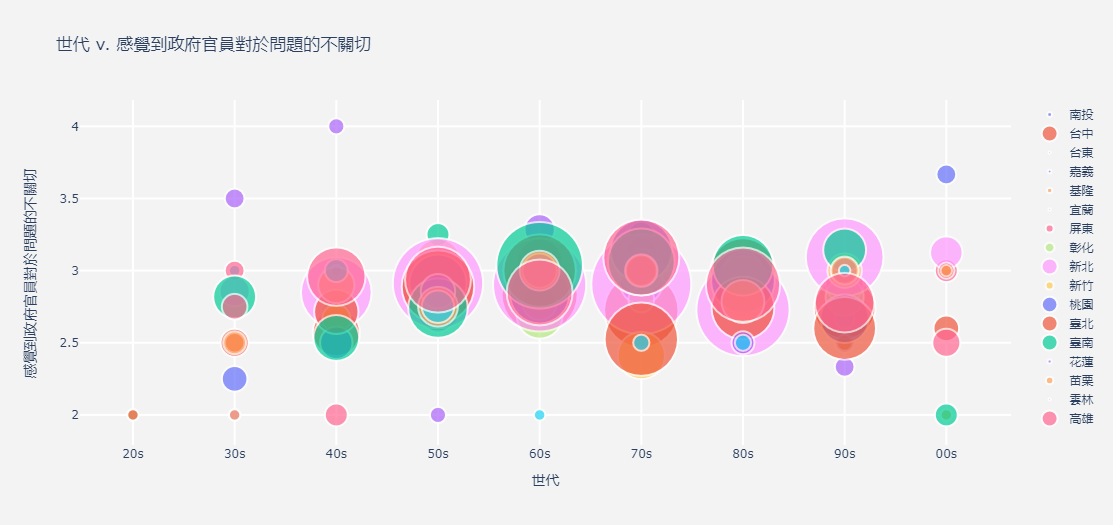 世代 v. 感覺到政府官員對於問題的不關切
感覺到政府官員對於問題的不關切
4
3.5
3
2.5
2
20s
30s
40s
50s
60s
70s
80s
90s
00s
世代
南投
台中
台東
嘉義
基隆
宜蘭
屏東
彰化
新北
新竹
桃園
臺北
臺南
花蓮
苗栗
雲林
高雄